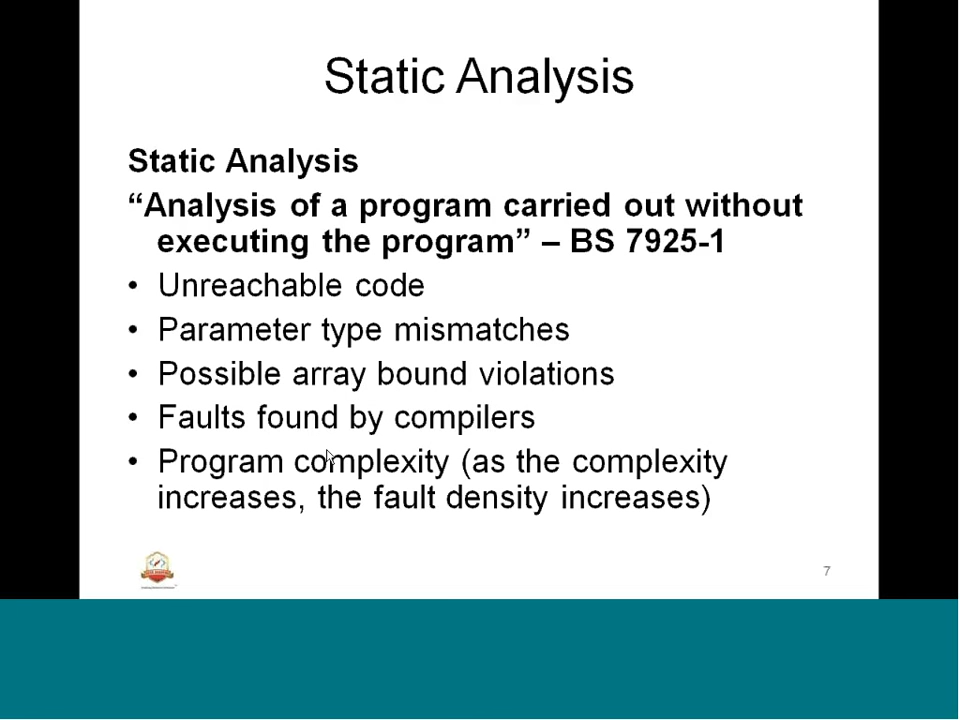 Static Analysis
Static Analysis
“Analysis of a program carried out without
executing the program” – BS 7925-1
• Unreachable code
• Parameter type mismatches
• Possible array bound violations
• Faults found by compilers
• Program complexity (as the complexity
increases, the fault density increases)
7